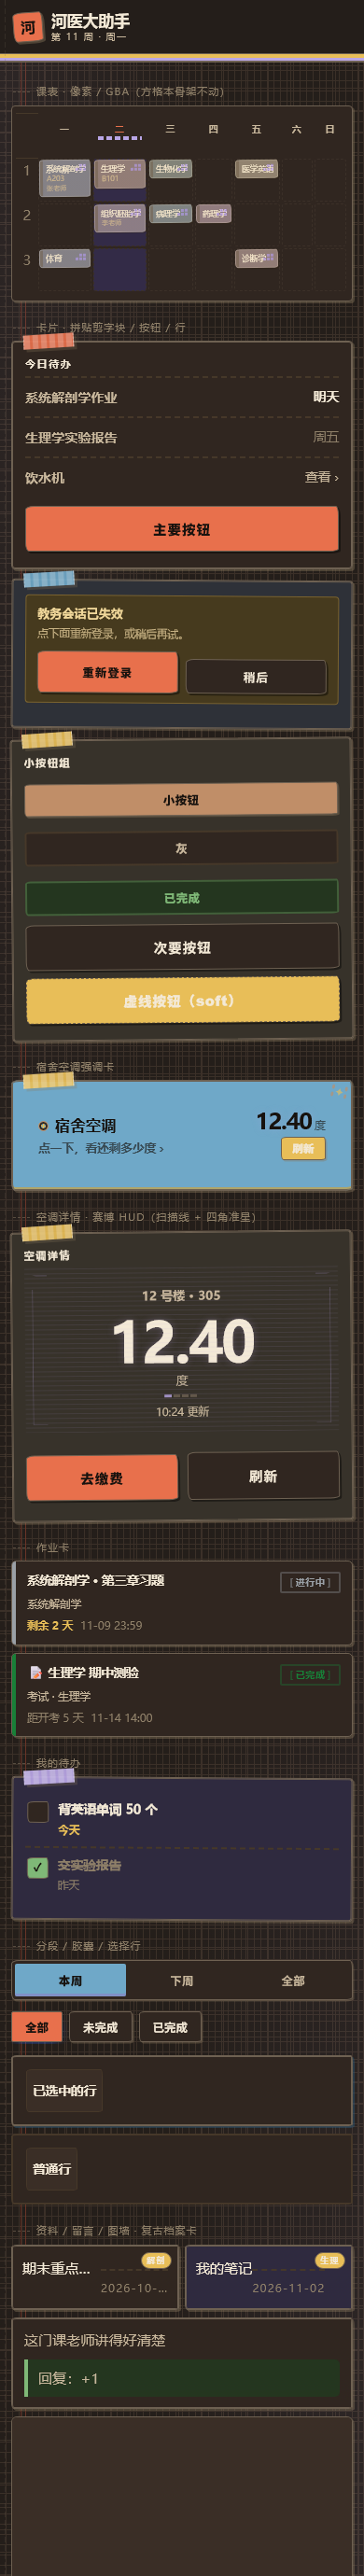 河
河医大助手
第 11 周 · 周一
课表 · 像素 / GBA（方格本骨架不动）
一 二 三 四 五 六 日
1
系统解剖学
A203
张老师
生理学
B101
生物化学
医学英语
2
组织胚胎学
李老师
病理学
药理学
3
体育
诊断学
卡片 · 拼贴剪字块 / 按钮 / 行
今日待办
系统解剖学作业 明天
生理学实验报告 周五
饮水机 查看 ›
主要按钮
教务会话已失效
点下面重新登录，或稍后再试。
重新登录 稍后
小按钮组
小按钮
灰
已完成
次要按钮
虚线按钮（soft）
宿舍空调强调卡
宿舍空调
12.40 度
点一下，看还剩多少度 ›
刷新
空调详情 · 赛博 HUD（扫描线 + 四角准星）
空调详情
12 号楼 · 305
12.40
度
10:24 更新
去缴费 刷新
作业卡
系统解剖学 • 第三章习题 [进行中]
系统解剖学
剩余 2 天 11-09 23:59
生理学 期中测验 [已完成]
考试 · 生理学
距开考 5 天 11-14 14:00
我的待办
背英语单词 50 个
今天
✓ 交实验报告
昨天
分段 / 胶囊 / 选择行
本周 下周 全部
全部 未完成 已完成
已选中的行
普通行
资料 / 留言 / 图墙 · 复古档案卡
期末重点...
2026-10-...
我的笔记
生理
2026-11-02
这门课老师讲得好清楚
回复：+1